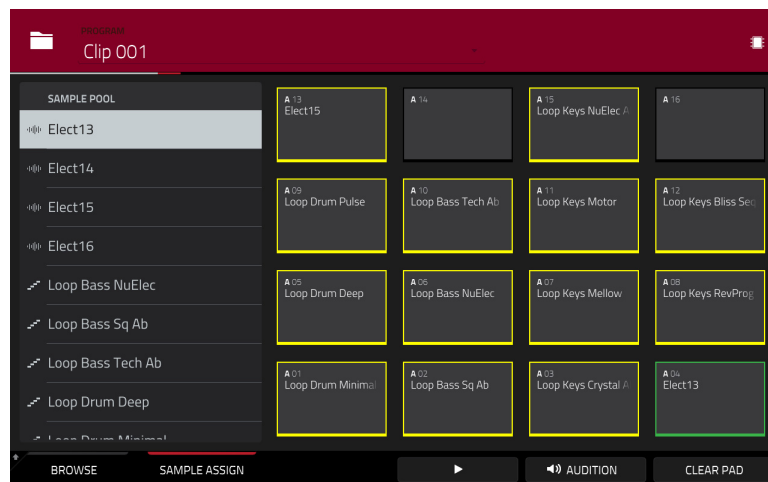 PROGRAM
Clip 001
SAMPLE POOL
Elect13
Elect14
Elect15
Elect16
Loop Bass NuElec
Loop Bass Sq Ab
Loop Bass Tech Ab
Loop Drum Deep
Loop Drum Minimal
A 13
Elect15
A 14
A 15
Loop Keys NuElec A
A 16
A 09
Loop Drum Pulse
A 10
Loop Bass Tech Ab
A 11
Loop Keys Motor
A 12
Loop Keys Bliss Seq
A 05
Loop Drum Deep
A 06
Loop Bass NuElec
A 07
Loop Keys Mellow
A 08
Loop Keys RevProg
A 01
Loop Drum Minimal
A 02
Loop Bass Sq Ab
A 03
Loop Keys Crystal A
A 04
Elect13
BROWSE
SAMPLE ASSIGN
AUDITION
CLEAR PAD